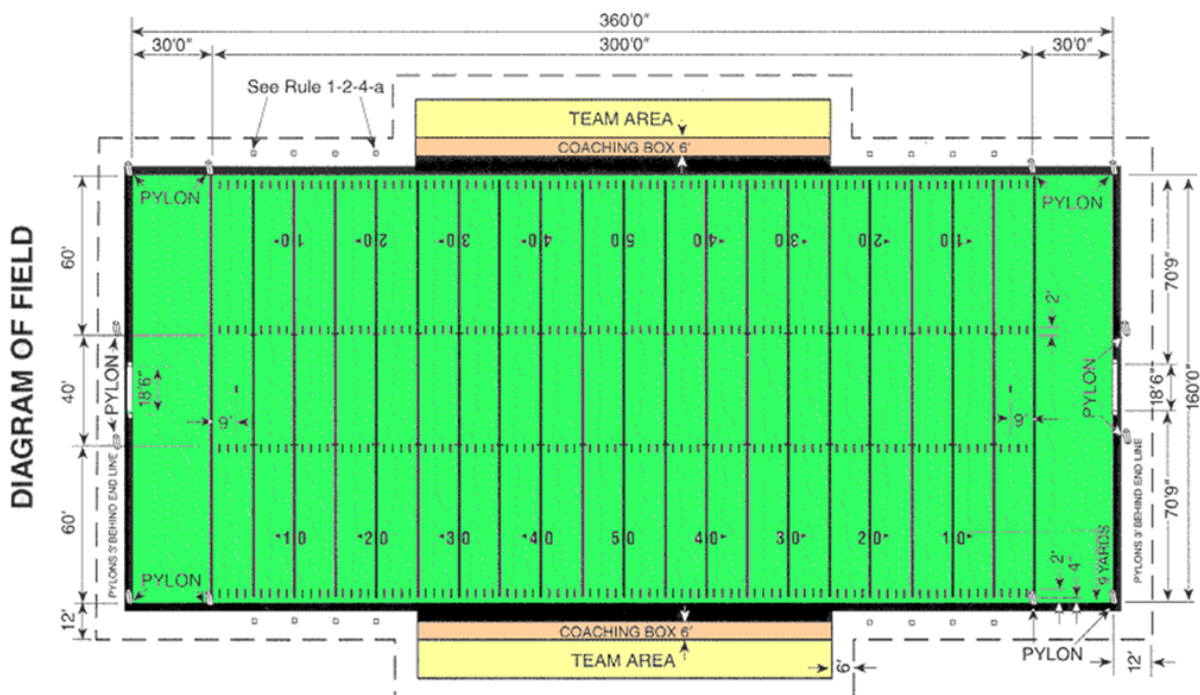 360'0"
30'0"
300'0"
30'0"
See Rule 1-2-4-a
TEAM AREA
COACHING BOX 6'
PYLON
PYLON
10
20
30
40
50
40
30
20
10
DIAGRAM OF FIELD
60'
40'
60'
12'
PYLON
18'6"
9'
PYLONS 3' BEHIND END LINE
2'
9'
PYLON
70'9"
18'6"
70'9"
160'0"
PYLONS 3' BEHIND END LINE
10
20
30
40
50
40
30
20
10
2'
4"
9 YARDS
PYLON
COACHING BOX 6'
TEAM AREA
6'
PYLON
12'